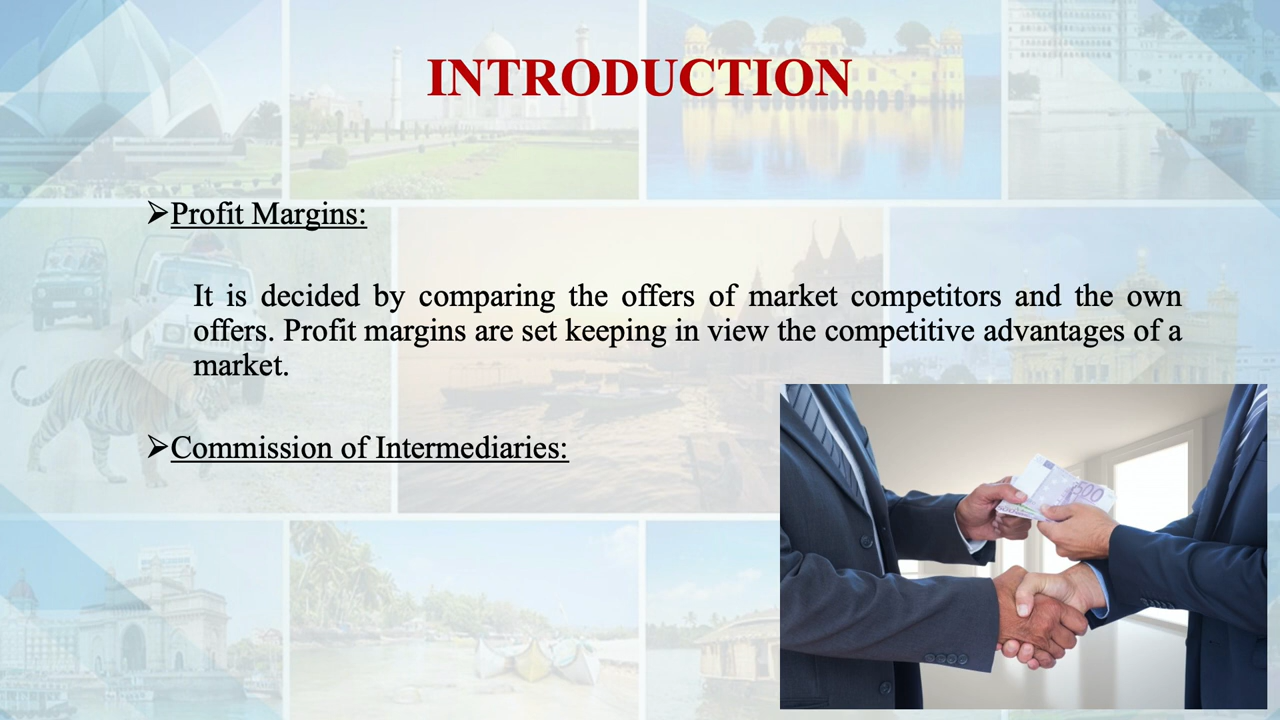 INTRODUCTION
➢Profit Margins:
It is decided by comparing the offers of market competitors and the own
offers. Profit margins are set keeping in view the competitive advantages of a
market.
➢Commission of Intermediaries:
500